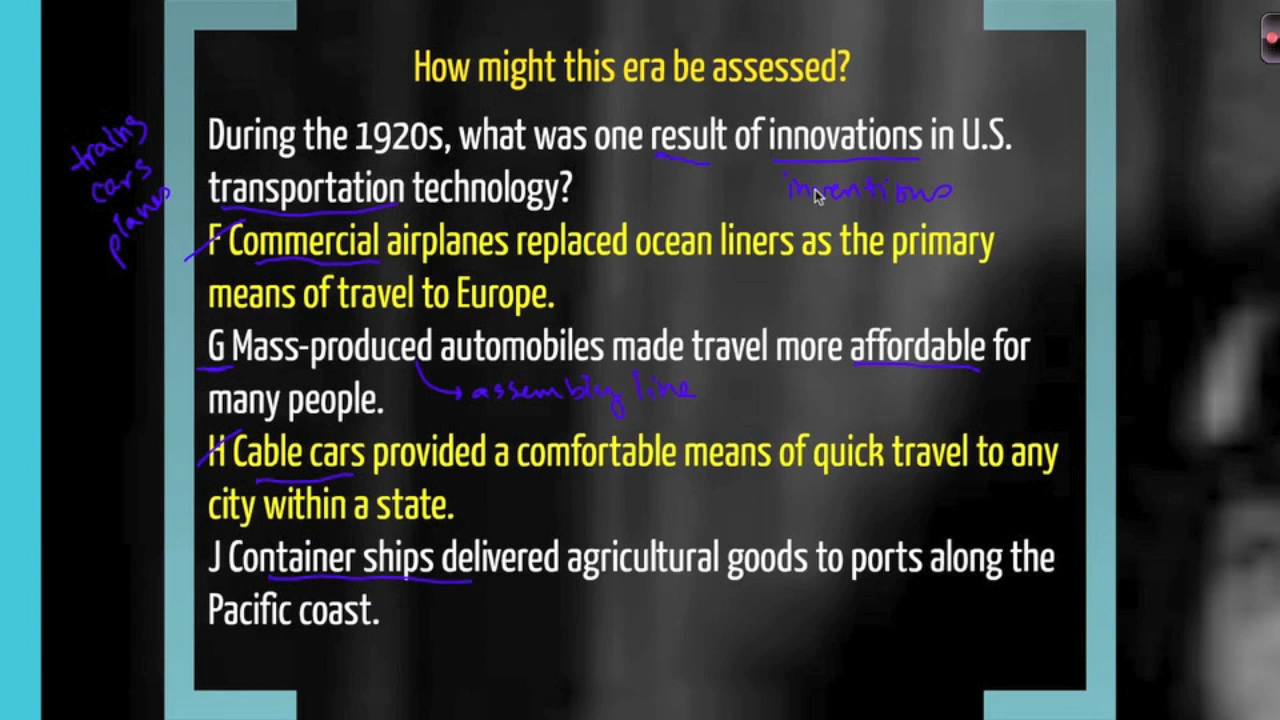 How might this era be assessed?
During the 1920s, what was one result of innovations in U.S.
transportation technology?
inventions
trains
cars
planes
F Commercial airplanes replaced ocean liners as the primary
means of travel to Europe.
G Mass-produced automobiles made travel more affordable for
many people.
assembly line
H Cable cars provided a comfortable means of quick travel to any
city within a state.
J Container ships delivered agricultural goods to ports along the
Pacific coast.